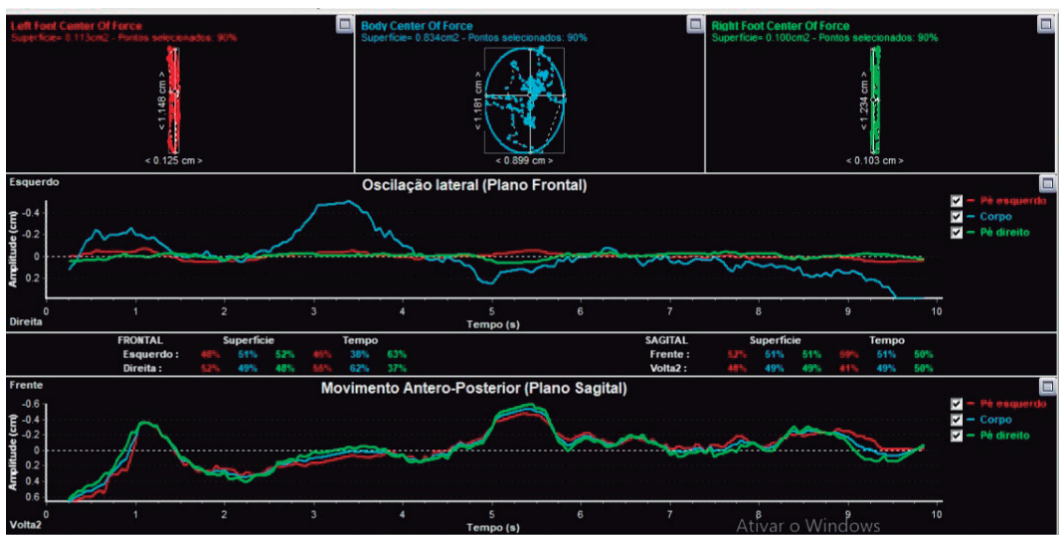 Left Foot Center Of Force
Superficie= 0.113cm2 - Pontos selecionados: 90%
< 1.148 cm >
< 0.125 cm >
Body Center Of Force
Superficie= 0.834cm2 - Pontos selecionados: 90%
< 1.181 cm >
< 0.899 cm >
Right Foot Center Of Force
Superficie= 0.100cm2 - Pontos selecionados: 90%
< 1.234 cm >
< 0.103 cm >
Esquerdo
Oscilação lateral (Plano Frontal)
Amplitude (cm)
-0.4
-0.2
0
0.2
Pé esquerdo
Corpo
Pé direito
0 1 2 3 4 5 6 7 8 9 10
Direita
Tempo (s)
FRONTAL Superfície Tempo
Esquerdo : 48% 51% 52% 45% 38% 63%
Direita : 52% 49% 48% 55% 62% 37%
SAGITAL Superfície Tempo
Frente : 52% 51% 51% 59% 51% 50%
Volta2 : 48% 49% 49% 41% 49% 50%
Frente
Movimento Antero-Posterior (Plano Sagital)
Amplitude (cm)
-0.6
-0.4
-0.2
0
0.2
0.4
0.6
Pé esquerdo
Corpo
Pé direito
0 1 2 3 4 5 6 7 8 9 10
Volta2
Tempo (s)
Ativar o Windows